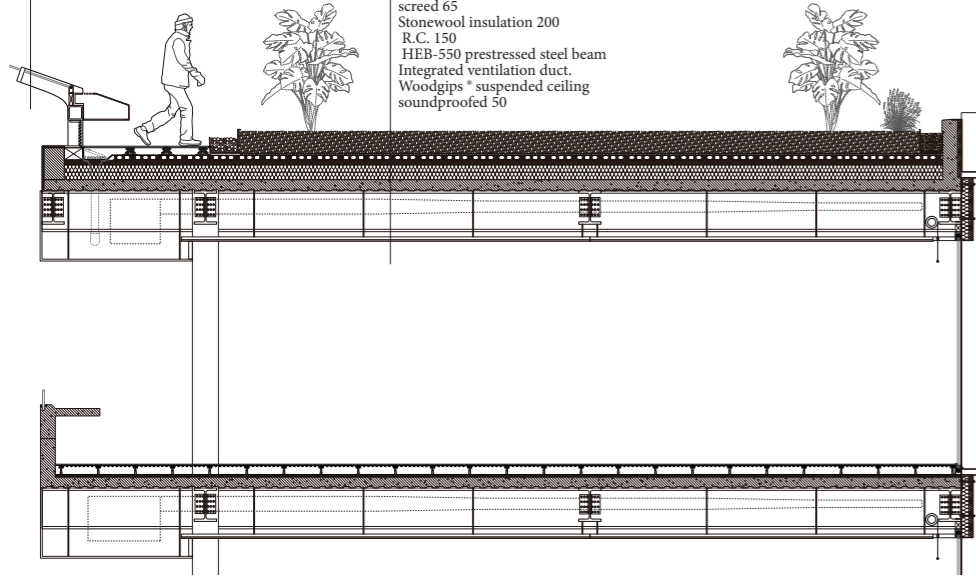 screed 65
Stonewool insulation 200
R.C. 150
HEB-550 prestressed steel beam
Integrated ventilation duct.
Woodgips ® suspended ceiling
soundproofed 50